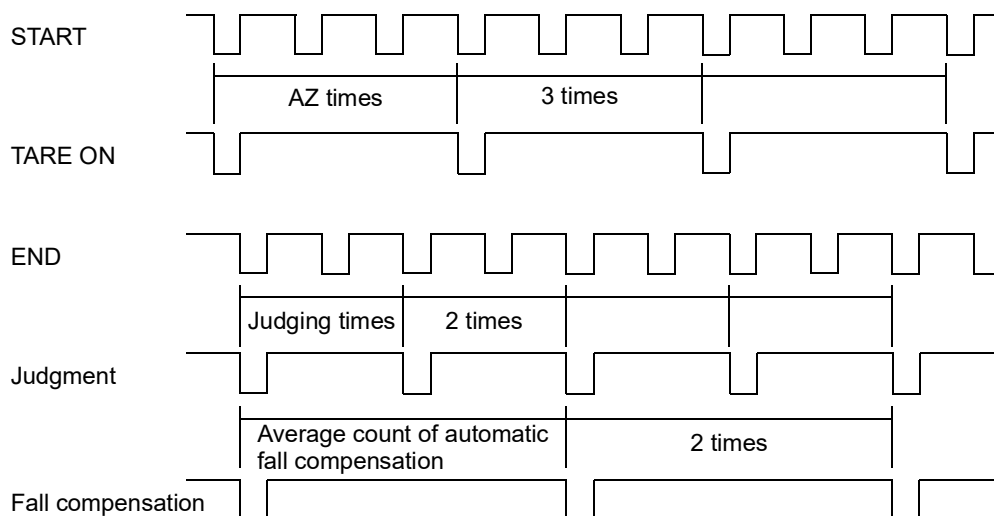 START
AZ times
3 times
TARE ON
END
Judging times
2 times
Judgment
Average count of automatic
fall compensation
2 times
Fall compensation